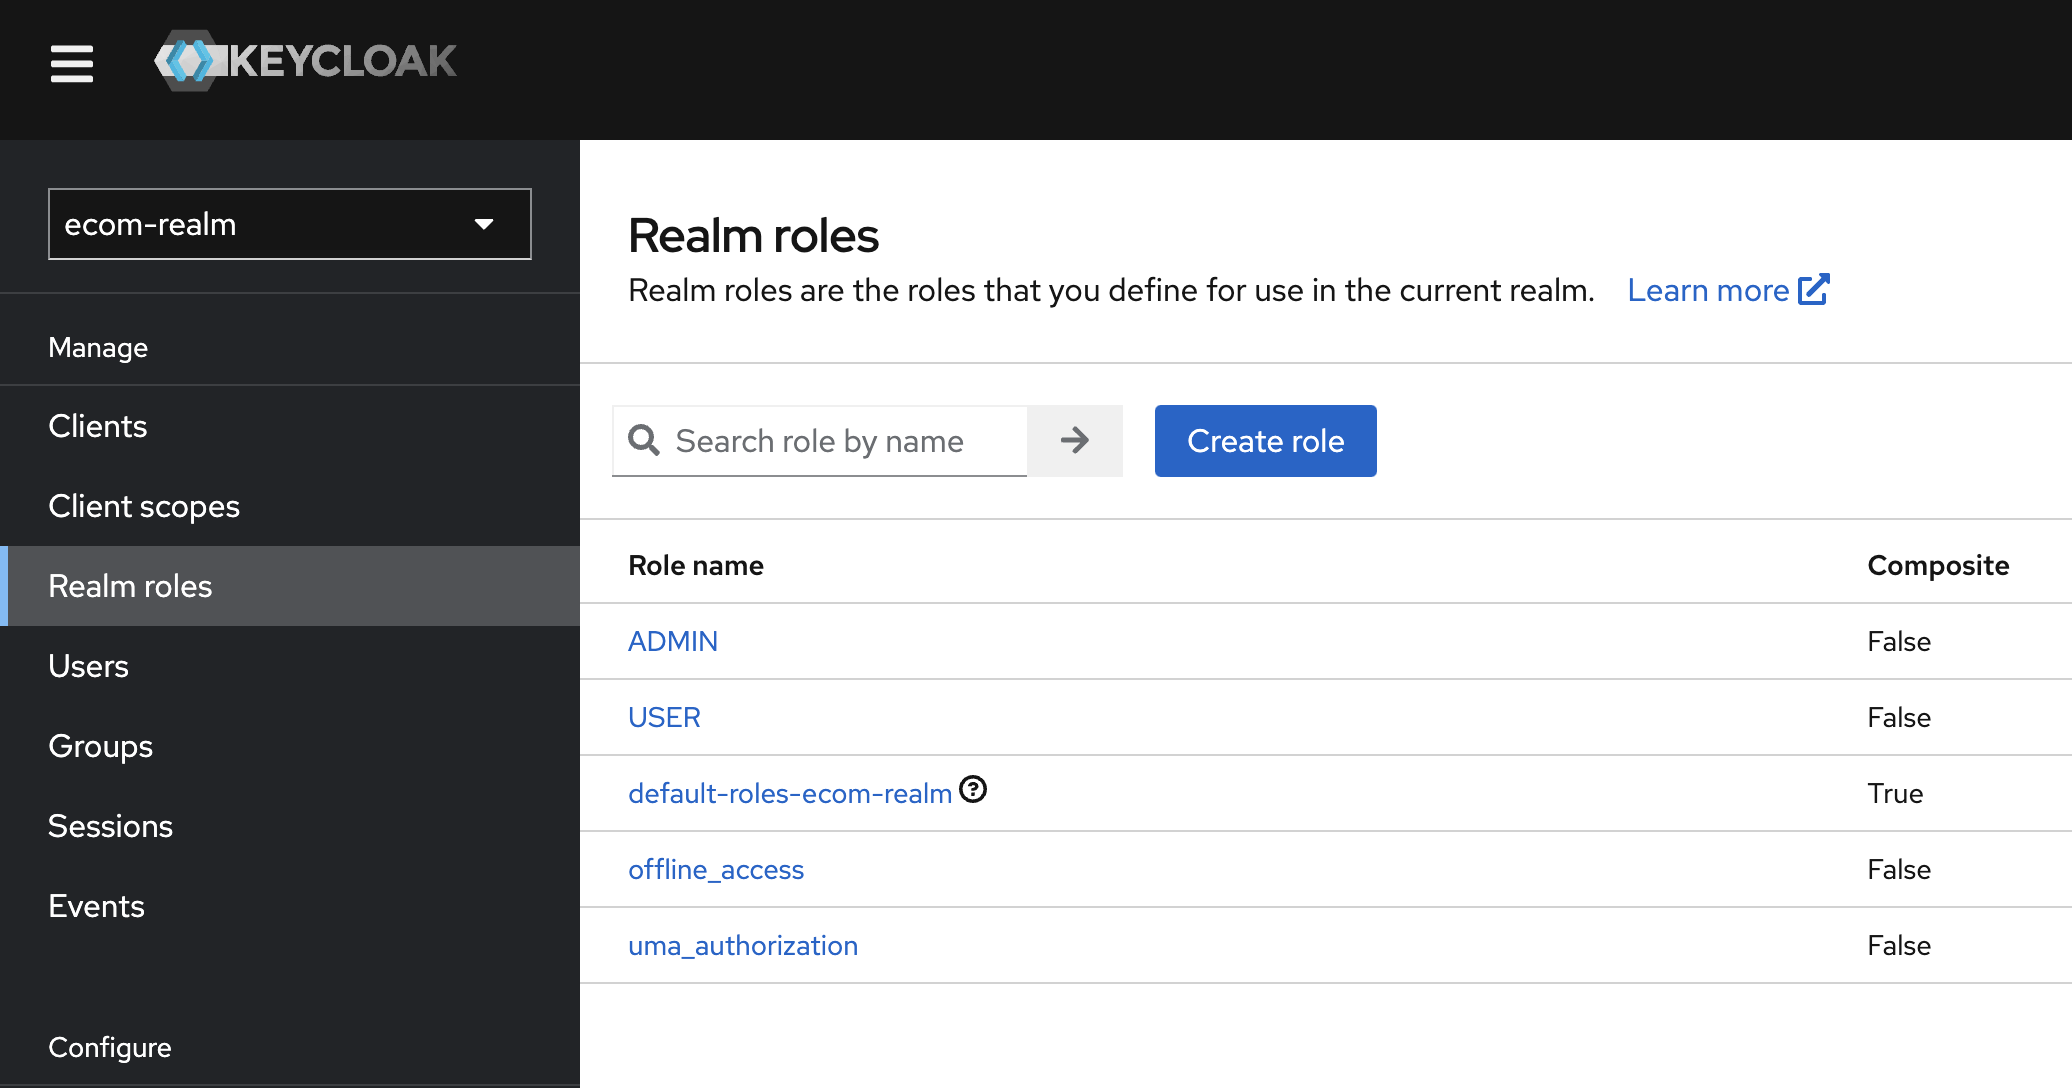 KEYCLOAK
ecom-realm
Manage
Clients
Client scopes
Realm roles
Users
Groups
Sessions
Events
Configure
Realm roles
Realm roles are the roles that you define for use in the current realm. Learn more
Search role by name
Create role
Role name Composite
ADMIN False
USER False
default-roles-ecom-realm True
offline_access False
uma_authorization False